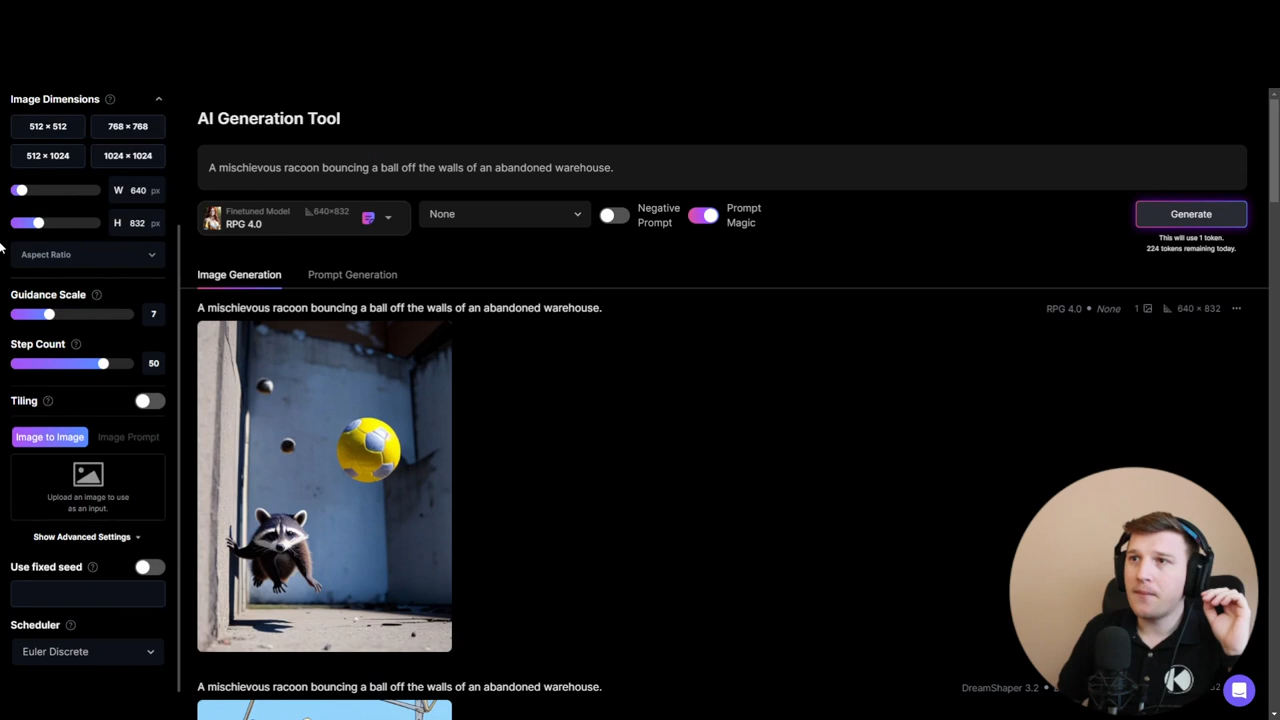 Image Dimensions ?
512 × 512
768 × 768
512 × 1024
1024 × 1024
W 640 px
H 832 px
Aspect Ratio
Guidance Scale ?
7
Step Count ?
50
Tiling ?
Image to Image
Image Prompt
Upload an image to use
as an input.
Show Advanced Settings
Use fixed seed ?
Scheduler ?
Euler Discrete
AI Generation Tool
A mischievous racoon bouncing a ball off the walls of an abandoned warehouse.
Finetuned Model
640×832
RPG 4.0
None
Negative
Prompt
Prompt
Magic
Generate
This will use 1 token.
224 tokens remaining today.
Image Generation
Prompt Generation
A mischievous racoon bouncing a ball off the walls of an abandoned warehouse.
RPG 4.0 • None 1 640 × 832 •••
A mischievous racoon bouncing a ball off the walls of an abandoned warehouse.
DreamShaper 3.2 •
K